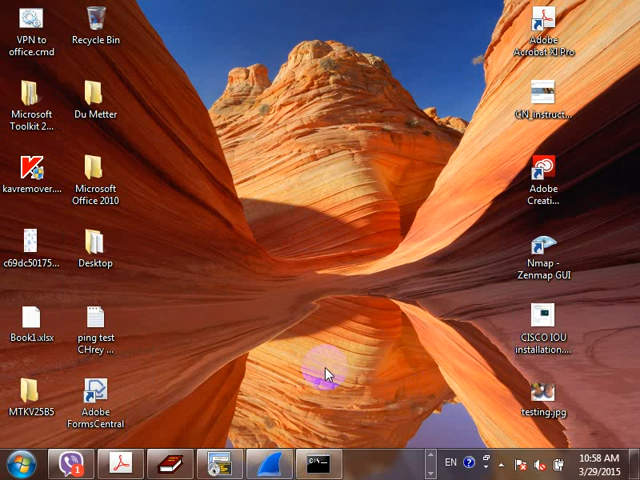 VPN to
office.cmd
Recycle Bin
Adobe
Acrobat XI Pro
Microsoft
Toolkit 2...
Du Metter
GN_Instruct...
kavremover....
Microsoft
Office 2010
Adobe
Creati...
c69dc50175...
Desktop
Nmap -
Zenmap GUI
Book1.xlsx
ping test
CHrey ...
CISCO IOU
installation....
MTKV25B5
Adobe
FormsCentral
testing.jpg
1
C:\
EN
10:58 AM
3/29/2015